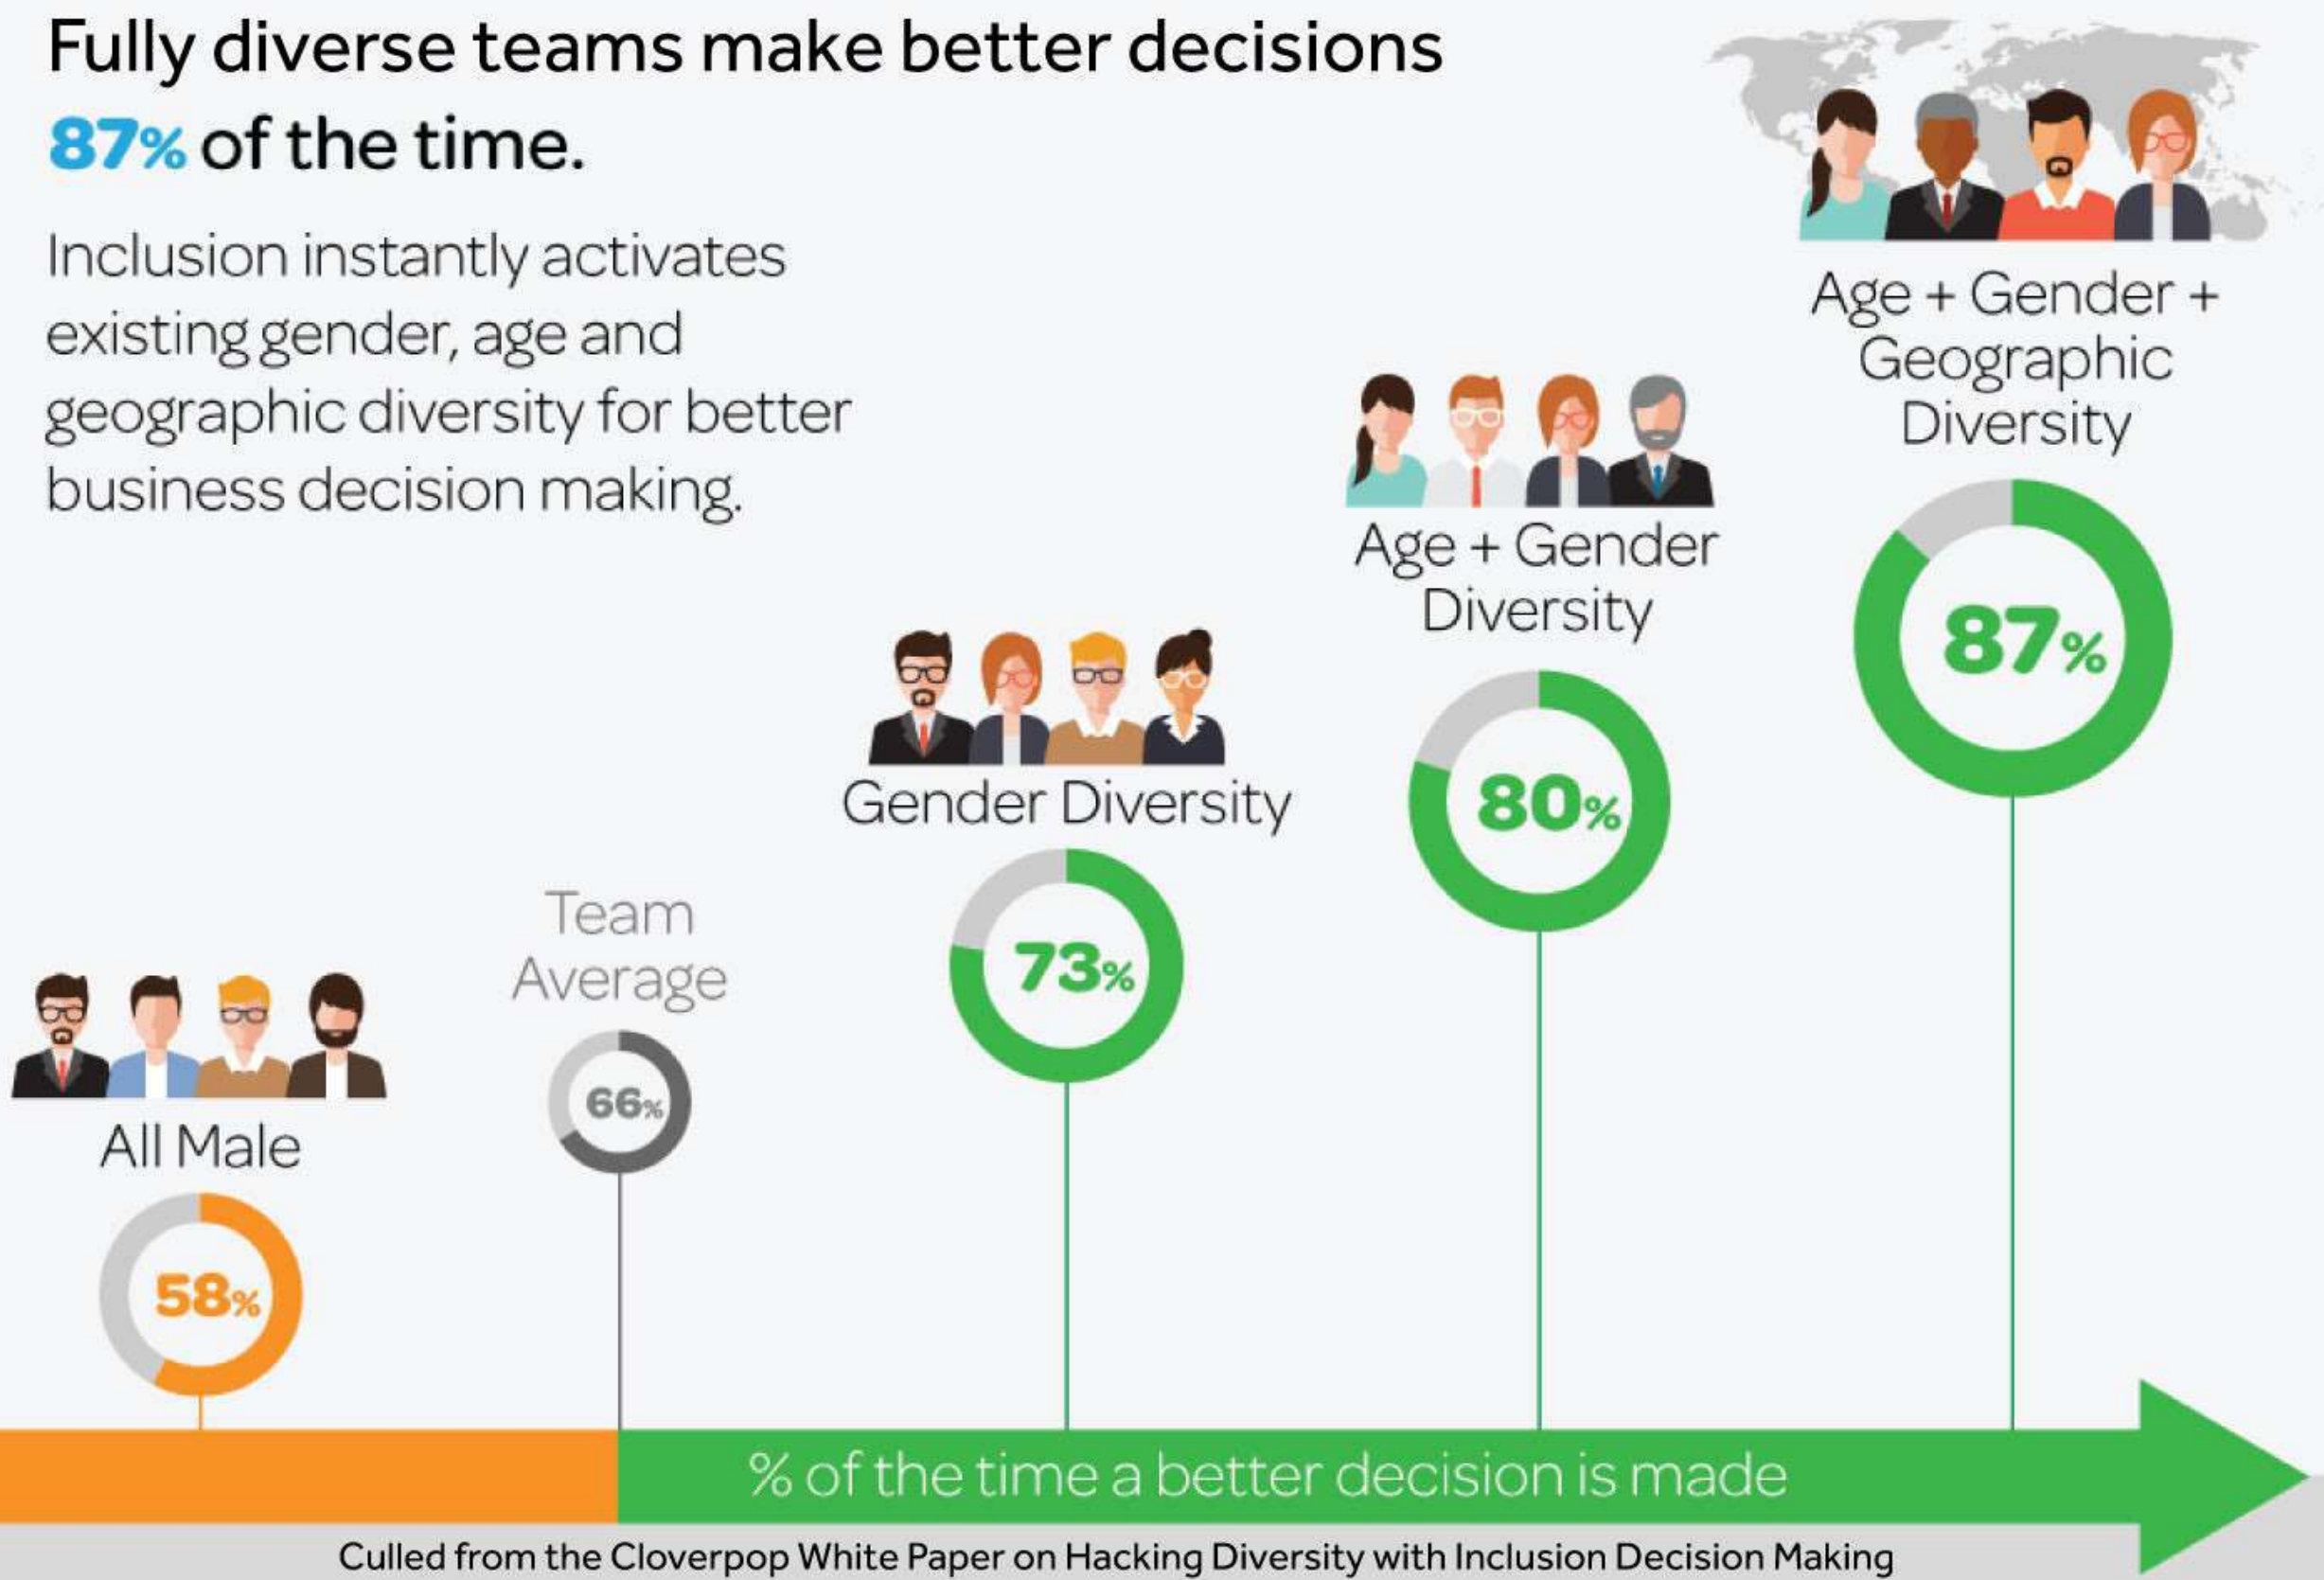 Fully diverse teams make better decisions
87% of the time.
Inclusion instantly activates
existing gender, age and
geographic diversity for better
business decision making.
Age + Gender +
Geographic
Diversity
87%
Age + Gender
Diversity
80%
Gender Diversity
73%
Team
Average
66%
All Male
58%
% of the time a better decision is made
Culled from the Cloverpop White Paper on Hacking Diversity with Inclusion Decision Making